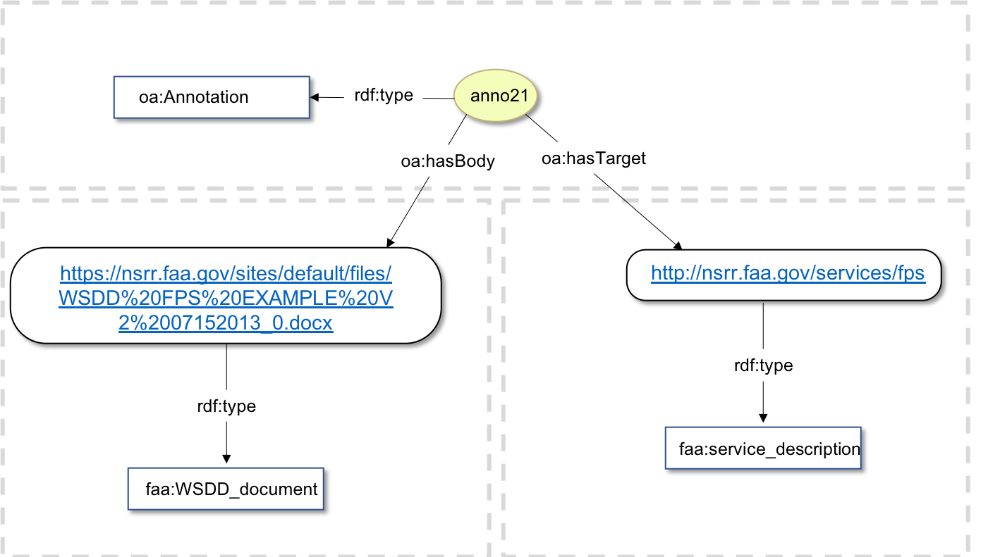 oa:Annotation
rdf:type
anno21
oa:hasBody
oa:hasTarget
https://nsrr.faa.gov/sites/default/files/
WSDD%20FPS%20EXAMPLE%20V
2%2007152013_0.docx
http://nsrr.faa.gov/services/fps
rdf:type
rdf:type
faa:service_description
faa:WSDD_document